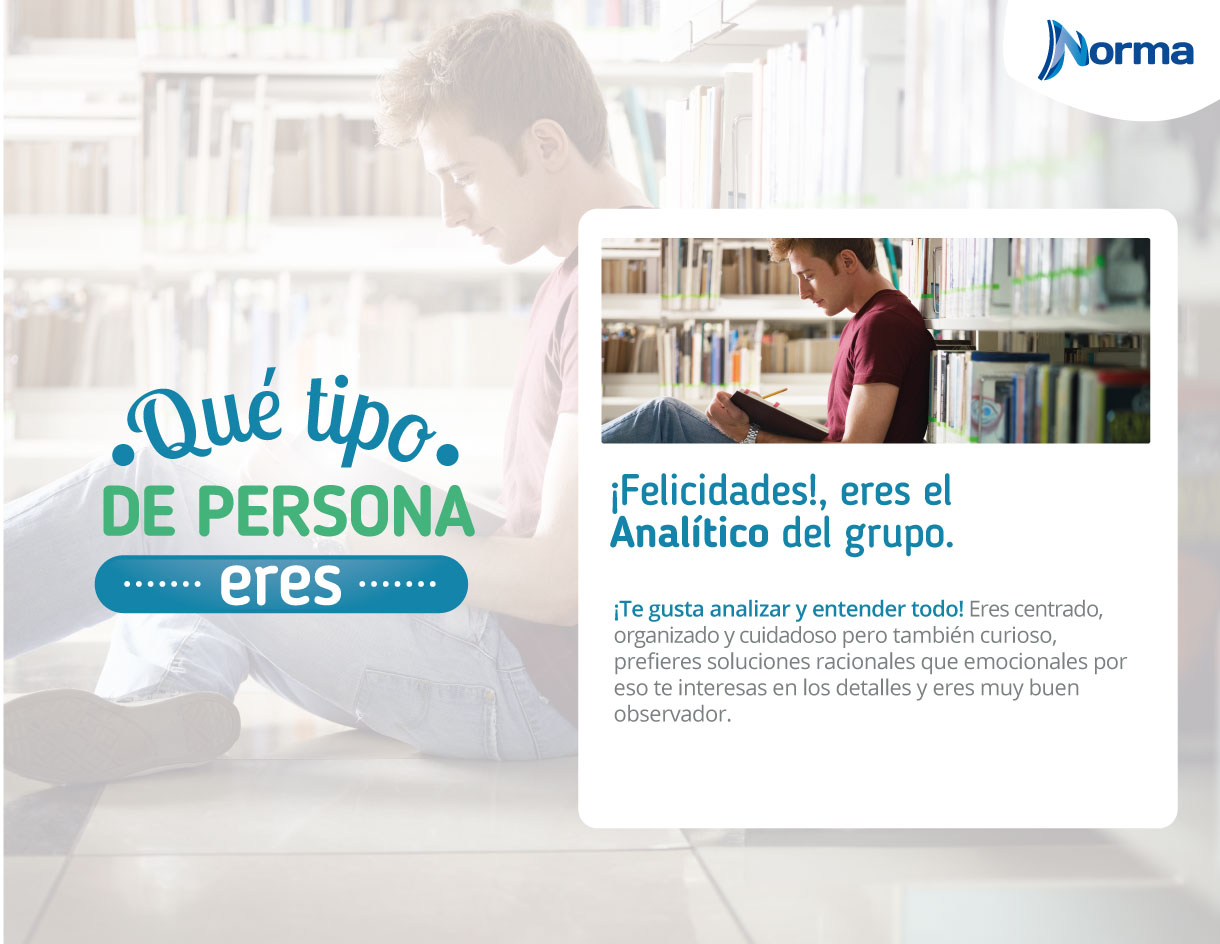 Norma
Qué tipo
DE PERSONA
eres
¡Felicidades!, eres el
Analítico del grupo.
¡Te gusta analizar y entender todo! Eres centrado,
organizado y cuidadoso pero también curioso,
prefieres soluciones racionales que emocionales por
eso te interesas en los detalles y eres muy buen
observador.